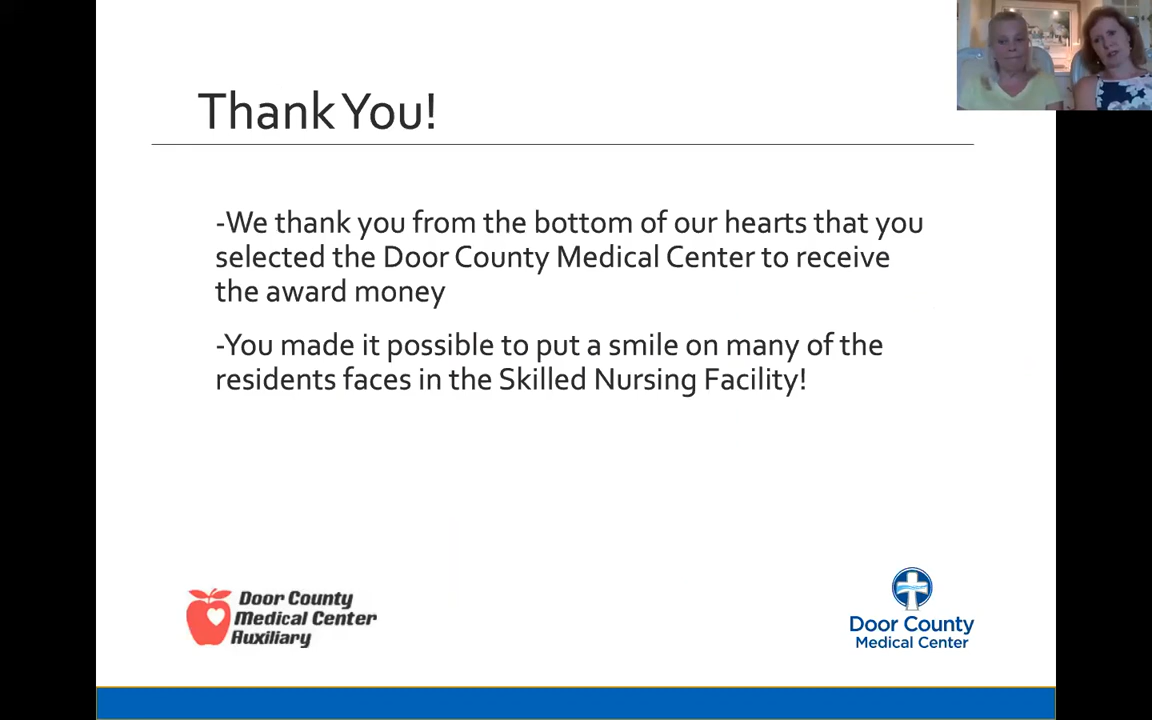 Thank You!
-We thank you from the bottom of our hearts that you
selected the Door County Medical Center to receive
the award money
-You made it possible to put a smile on many of the
residents faces in the Skilled Nursing Facility!
Door County
Medical Center
Auxiliary
Door County
Medical Center